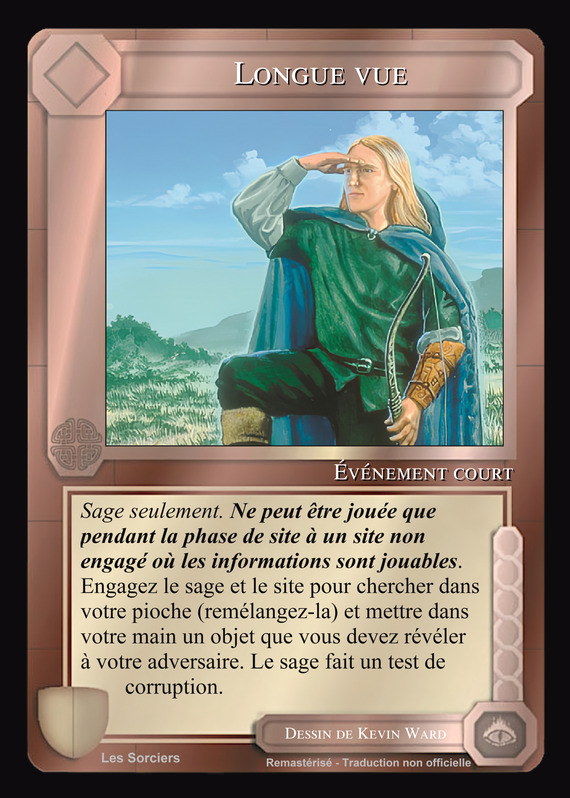 Longue vue
Événement court
Sage seulement. Ne peut être jouée que
pendant la phase de site à un site non
engagé où les informations sont jouables.
Engagez le sage et le site pour chercher dans
votre pioche (remélangez-la) et mettre dans
votre main un objet que vous devez révéler
à votre adversaire. Le sage fait un test de
corruption.
Dessin de Kevin Ward
Les Sorciers
Remastérisé - Traduction non officielle